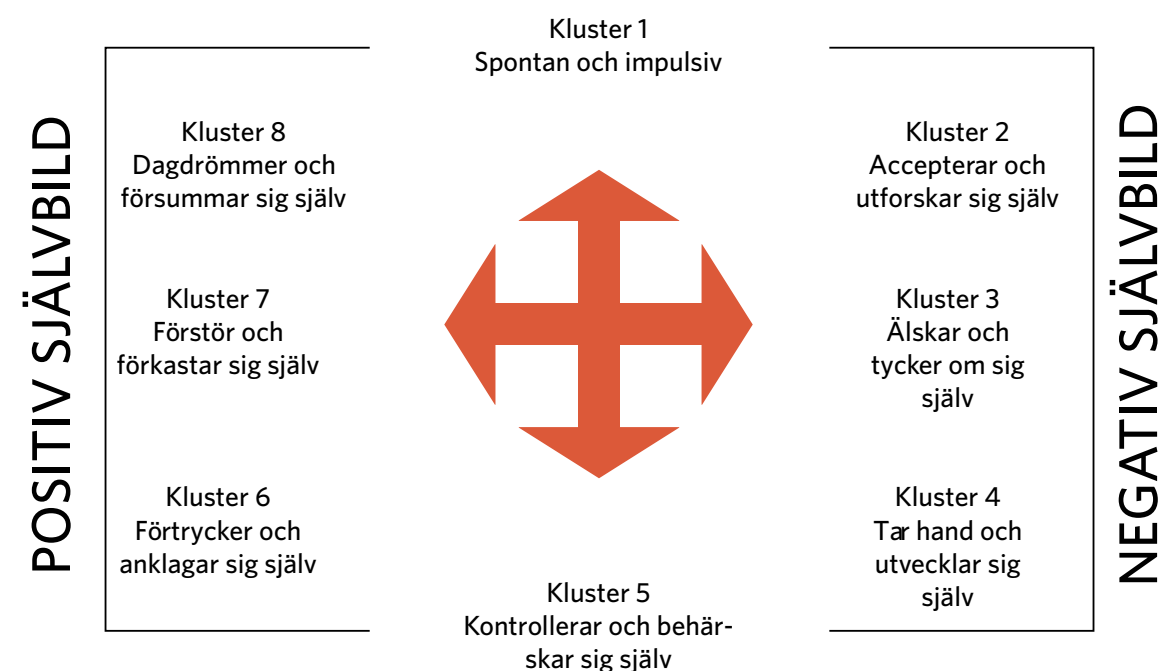 Kluster 1
Spontan och impulsiv
POSITIV SJÄLVBILD
Kluster 8
Dagdrömmer och
försummar sig själv
Kluster 7
Förstör och
förkastar sig själv
Kluster 6
Förtrycker och
anklagar sig själv
Kluster 2
Accepterar och
utforskar sig själv
Kluster 3
Älskar och
tycker om sig
själv
Kluster 4
Tar hand och
utvecklar sig
själv
NEGATIV SJÄLVBILD
Kluster 5
Kontrollerar och behär-
skar sig själv